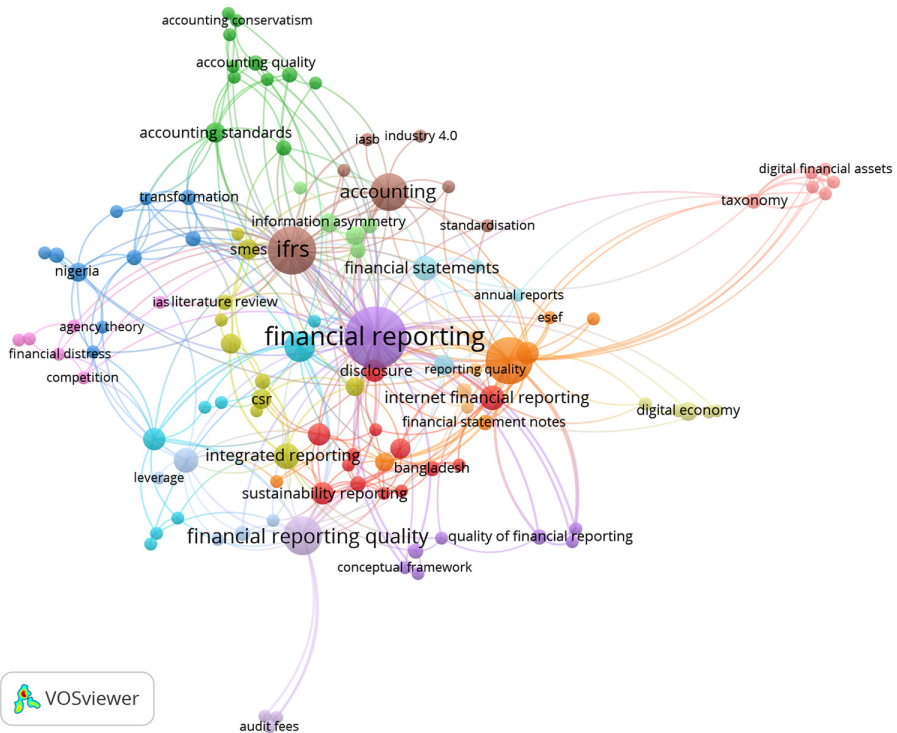 accounting conservatism
accounting quality
accounting standards
iasb
industry 4.0
digital financial assets
accounting
transformation
taxonomy
information asymmetry
standardisation
smes
ifrs
financial statements
nigeria
annual reports
ias
literature review
esef
agency theory
financial reporting
financial distress
disclosure
reporting quality
competition
csr
internet financial reporting
digital economy
financial statement notes
integrated reporting
bangladesh
leverage
sustainability reporting
financial reporting quality
quality of financial reporting
conceptual framework
VOSviewer
audit fees